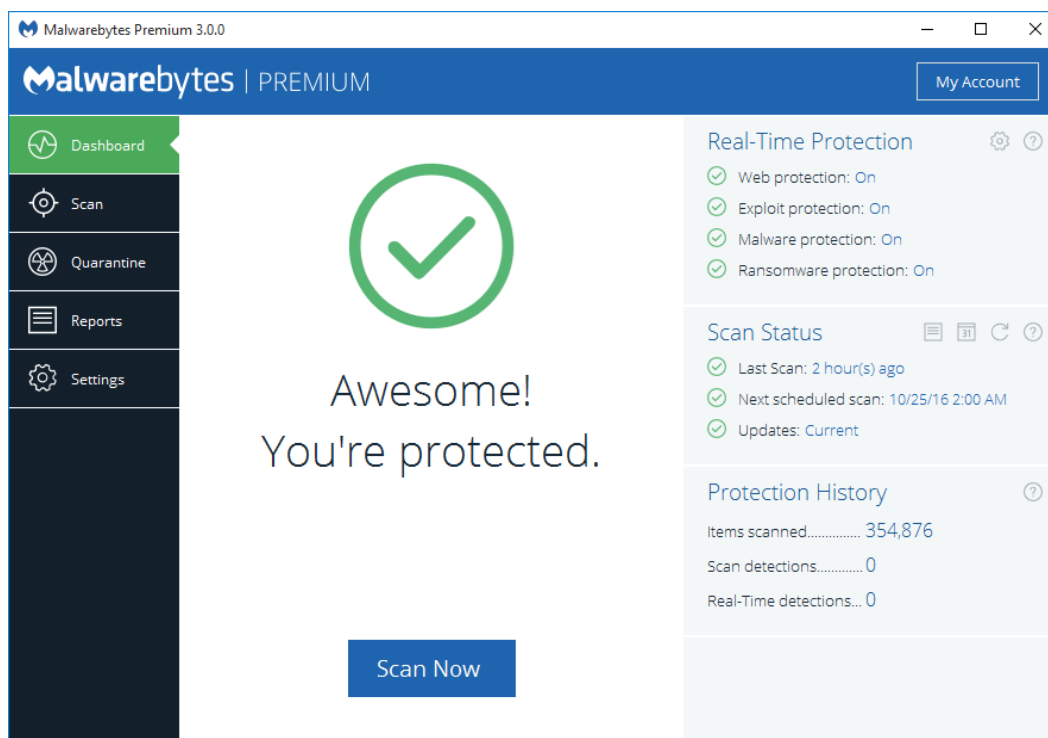 Malwarebytes Premium 3.0.0
Malwarebytes | PREMIUM
My Account
Dashboard
Scan
Quarantine
Reports
Settings
Awesome!
You're protected.
Scan Now
Real-Time Protection
?
Web protection: On
Exploit protection: On
Malware protection: On
Ransomware protection: On
Scan Status
31
?
Last Scan: 2 hour(s) ago
Next scheduled scan: 10/25/16 2:00 AM
Updates: Current
Protection History
?
Items scanned............... 354,876
Scan detections............. 0
Real-Time detections... 0